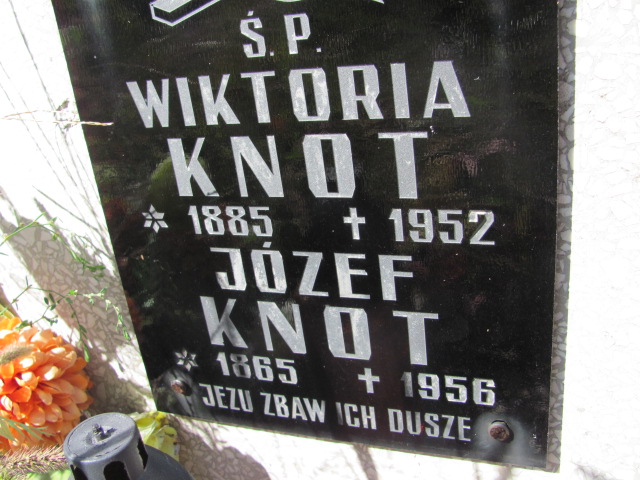 Ś.P.
WIKTORIA
KNOT
1885 1952
JÓZEF
KNOT
1865 1956
JEZU ZBAW ICH DUSZE